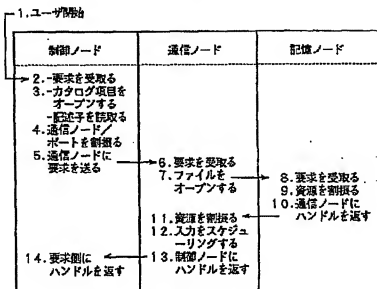 1.ユーザ開始
制御ノード
通信ノード
記憶ノード
2.-要求を受取る
3.-カタログ項目を
オープンする
-記述子を読取る
4.通信ノード/
ポートを割振る
5.通信ノードに
要求を送る
6.要求を受取る
7.ファイルを
オープンする
8.要求を受取る
9.資源を割振る
10.通信ノードに
ハンドルを返す
11.資源を割振る
12.入力をスケジュ
ーリングする
13.制御ノードに
ハンドルを返す
14.要求側に
ハンドルを返す